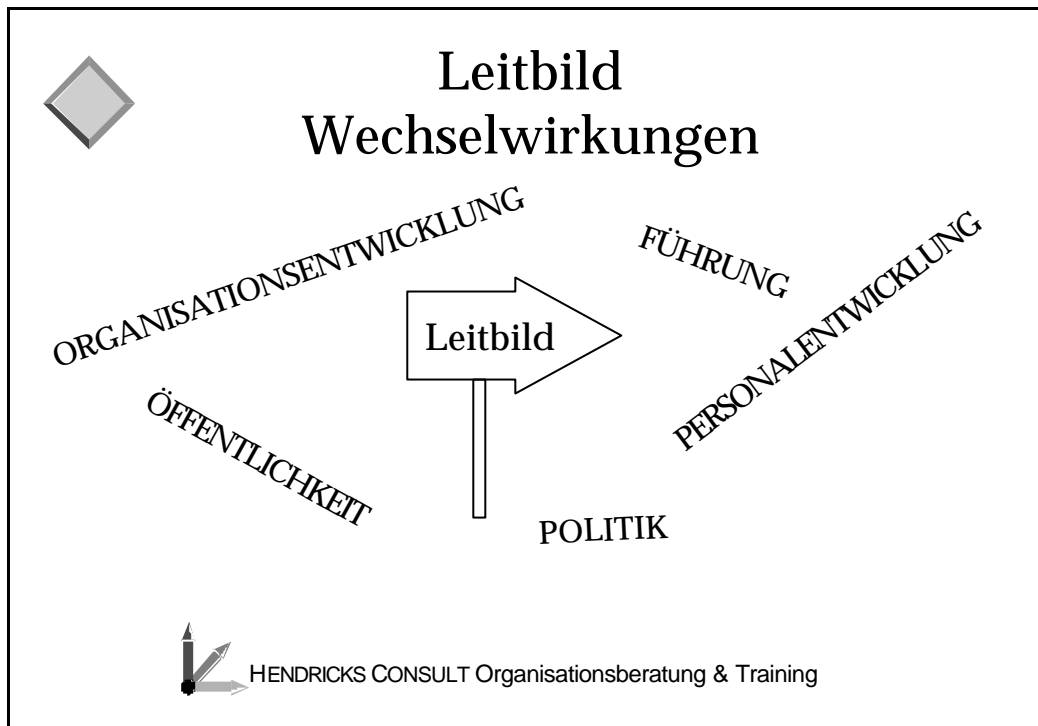 Leitbild
Wechselwirkungen
ORGANISATIONSENTWICKLUNG
FÜHRUNG
PERSONALENTWICKLUNG
Leitbild
ÖFFENTLICHKEIT
POLITIK
HENDRICKS CONSULT Organisationsberatung & Training